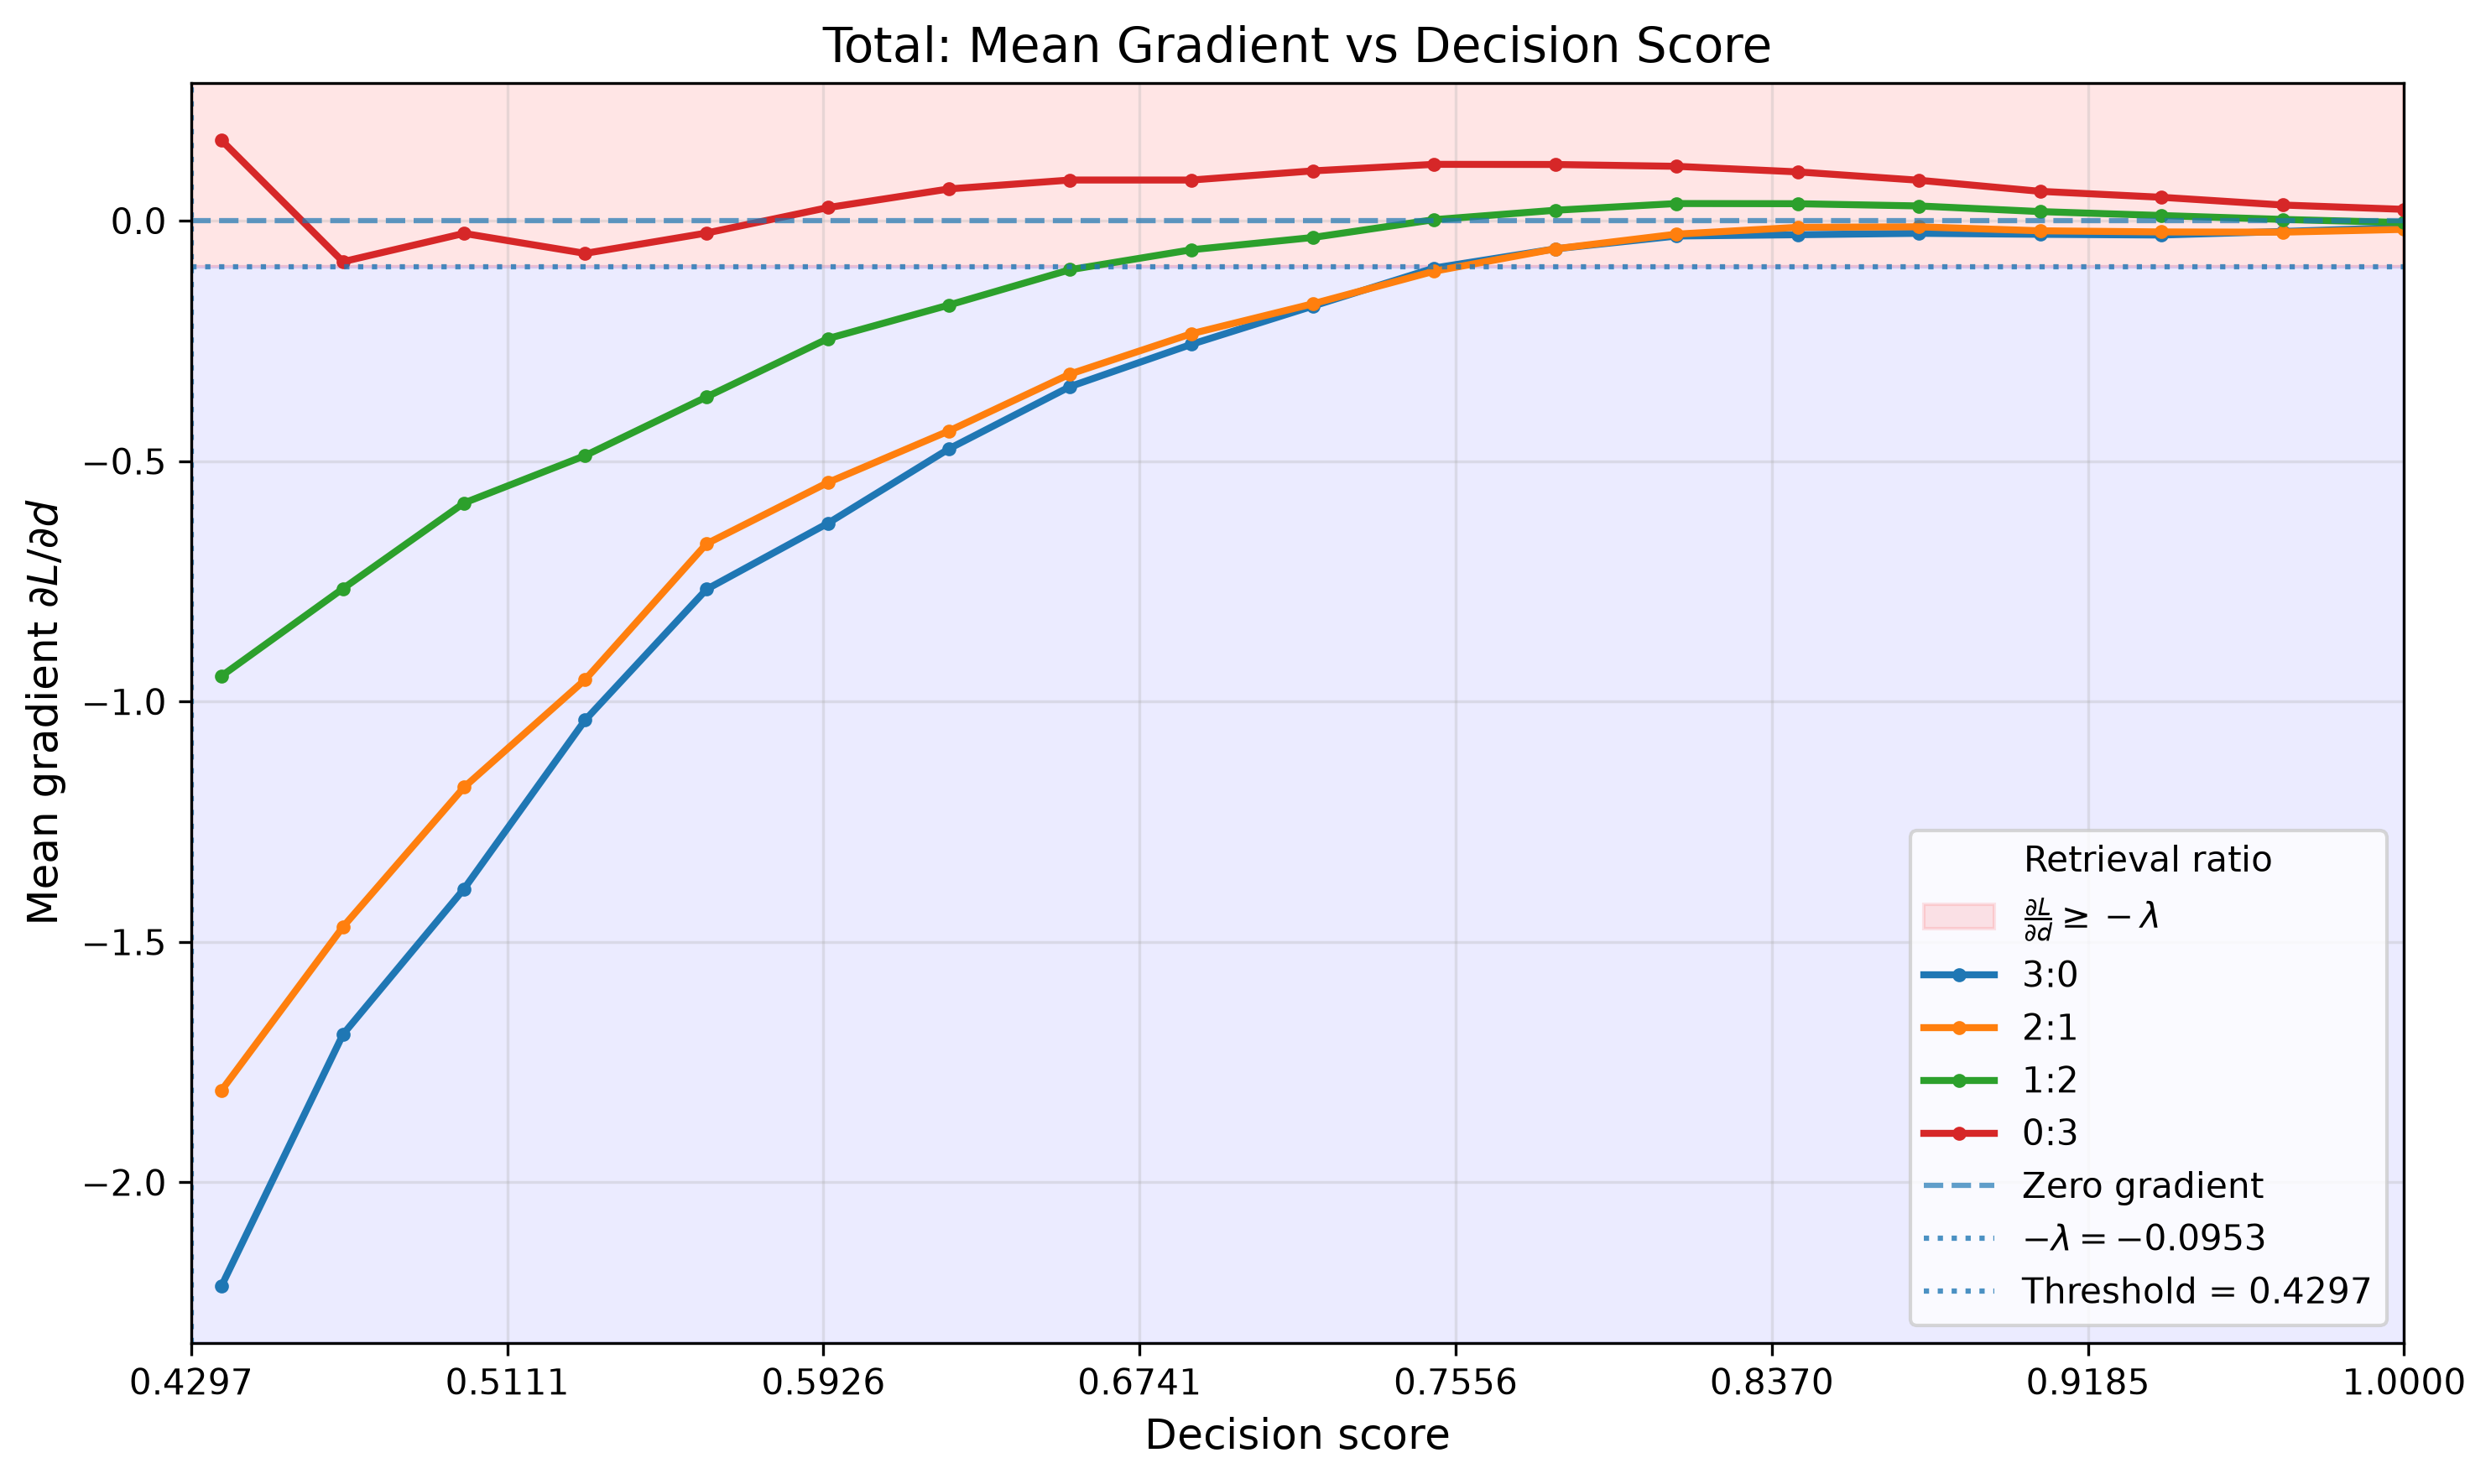 Total: Mean Gradient vs Decision Score
Mean gradient ∂L/∂d
0.0
−0.5
−1.0
−1.5
−2.0
Retrieval ratio
∂L/∂d ≥ − λ
3:0
2:1
1:2
0:3
Zero gradient
−λ = −0.0953
Threshold = 0.4297
0.4297 0.5111 0.5926 0.6741 0.7556 0.8370 0.9185 1.0000
Decision score